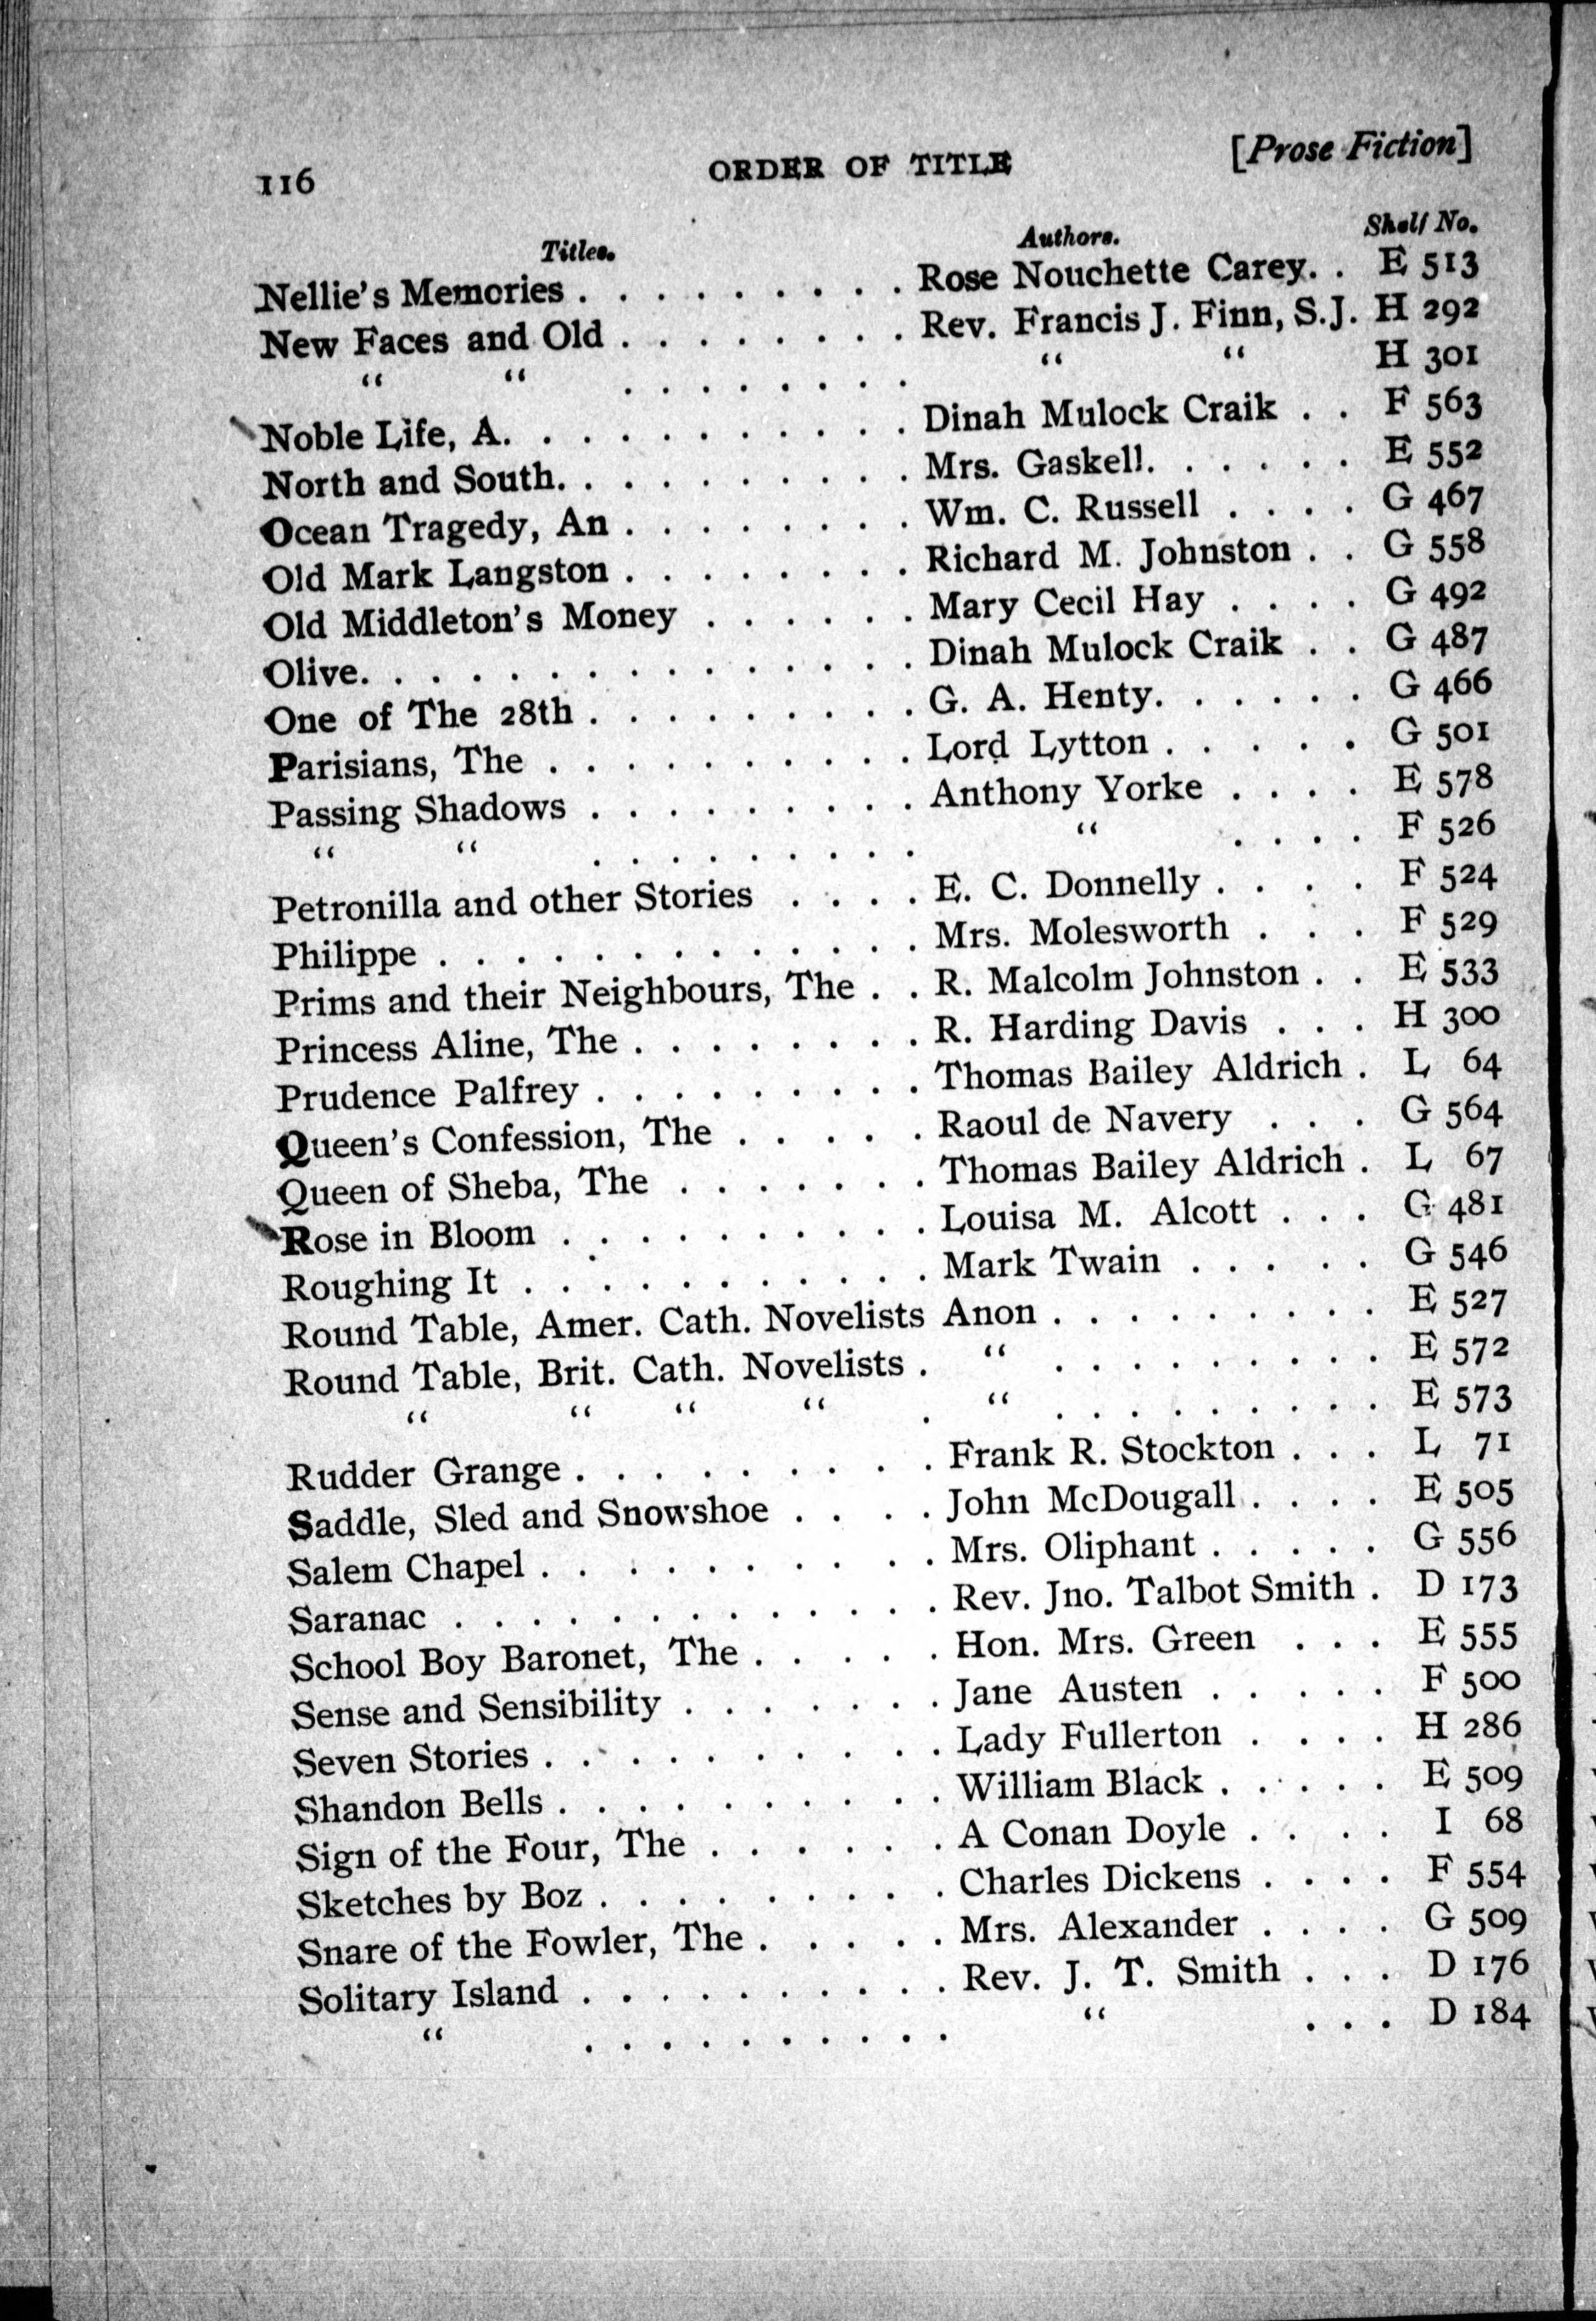 116 ORDER OF TITLE [Prose Fiction]
Titles. Authors. Shelf No.
Nellie's Memories . . . . . . . . . Rose Nouchette Carey. . E 513
New Faces and Old . . . . . . . . Rev. Francis J. Finn, S.J. H 292
“ “ . . . . . . . . “ “ H 301
Noble Life, A. . . . . . . . . . . Dinah Mulock Craik . . F 563
North and South. . . . . . . . . . Mrs. Gaskell. . . . . . E 552
Ocean Tragedy, An . . . . . . . . Wm. C. Russell . . . . G 467
Old Mark Langston . . . . . . . . Richard M. Johnston . . G 558
Old Middleton's Money . . . . . . Mary Cecil Hay . . . . G 492
Olive. . . . . . . . . . . . . . . Dinah Mulock Craik . . G 487
One of The 28th . . . . . . . . . G. A. Henty. . . . . . G 466
Parisians, The . . . . . . . . . . Lord Lytton . . . . . G 501
Passing Shadows . . . . . . . . . Anthony Yorke . . . . E 578
“ “ . . . . . . . . . “ . . . . F 526
Petronilla and other Stories . . . . E. C. Donnelly . . . . F 524
Philippe . . . . . . . . . . . . . Mrs. Molesworth . . . F 529
Prims and their Neighbours, The . . R. Malcolm Johnston . . E 533
Princess Aline, The . . . . . . . . R. Harding Davis . . . H 300
Prudence Palfrey . . . . . . . . . Thomas Bailey Aldrich . L 64
Queen's Confession, The . . . . . Raoul de Navery . . . G 564
Queen of Sheba, The . . . . . . . Thomas Bailey Aldrich . L 67
Rose in Bloom . . . . . . . . . . Louisa M. Alcott . . . G 481
Roughing It . . . . . . . . . . . Mark Twain . . . . . G 546
Round Table, Amer. Cath. Novelists Anon . . . . . . . . . E 527
Round Table, Brit. Cath. Novelists . “ . . . . . . . . . E 572
“ “ “ “ . “ . . . . . . . . . E 573
Rudder Grange . . . . . . . . . Frank R. Stockton . . . L 71
Saddle, Sled and Snowshoe . . . . John McDougall . . . . E 505
Salem Chapel . . . . . . . . . . Mrs. Oliphant . . . . . G 556
Saranac . . . . . . . . . . . . . Rev. Jno. Talbot Smith . D 173
School Boy Baronet, The . . . . . Hon. Mrs. Green . . . E 555
Sense and Sensibility . . . . . . . Jane Austen . . . . . F 500
Seven Stories . . . . . . . . . . Lady Fullerton . . . . H 286
Shandon Bells . . . . . . . . . . William Black . . . . . E 509
Sign of the Four, The . . . . . . A Conan Doyle . . . . I 68
Sketches by Boz . . . . . . . . . Charles Dickens . . . . F 554
Snare of the Fowler, The . . . . . Mrs. Alexander . . . . G 509
Solitary Island . . . . . . . . . . Rev. J. T. Smith . . . D 176
“ . . . . . . . . . . “ . . . D 184